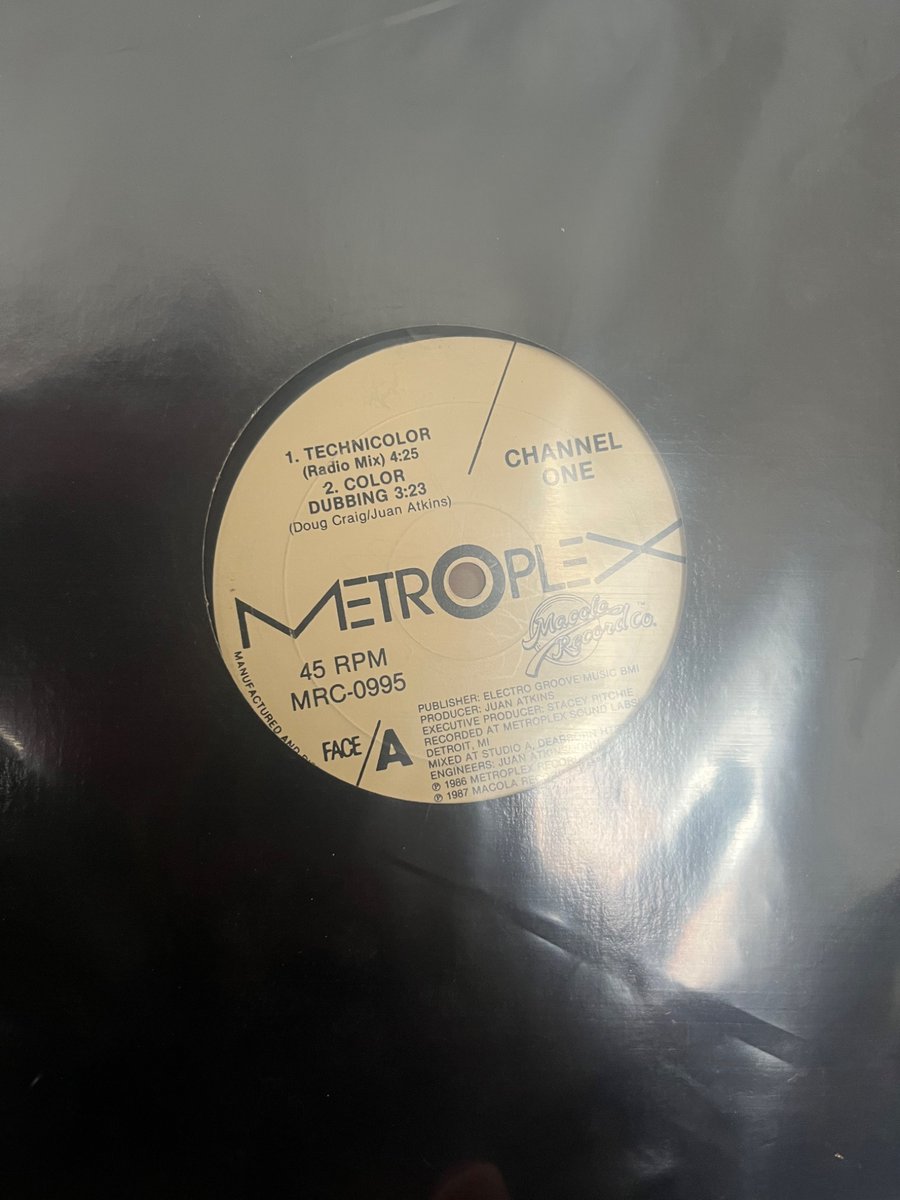 1. TECHNICOLOR
(Radio Mix) 4:25
2. COLOR
DUBBING 3:23
(Doug Craig/Juan Atkins)
CHANNEL
ONE
METROPLEX
Macola
Record Co.™
45 RPM
MRC-0995
FACE/A
PUBLISHER: ELECTRO GROOVE MUSIC BMI
PRODUCER: JUAN ATKINS
EXECUTIVE PRODUCER: STACEY RITCHIE
RECORDED AT METROPLEX SOUND LABS
DETROIT, MI
MIXED AT STUDIO A, DEARBORN
ENGINEERS: JUAN
℗ 1986 METROPLEX
℗ 1987 MACOLA
MANUFACTURED AND